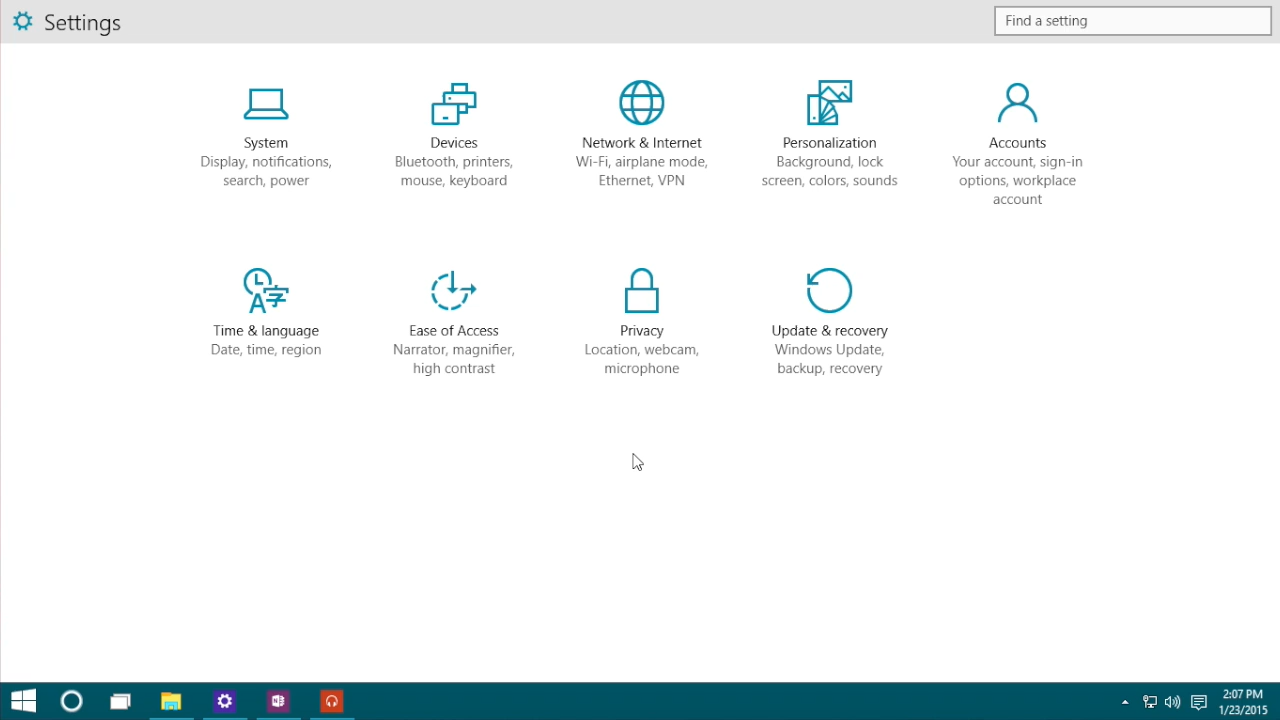 Settings
Find a setting
System
Display, notifications,
search, power
Devices
Bluetooth, printers,
mouse, keyboard
Network & Internet
Wi-Fi, airplane mode,
Ethernet, VPN
Personalization
Background, lock
screen, colors, sounds
Accounts
Your account, sign-in
options, workplace
account
Time & language
Date, time, region
Ease of Access
Narrator, magnifier,
high contrast
Privacy
Location, webcam,
microphone
Update & recovery
Windows Update,
backup, recovery
2:07 PM
1/23/2015